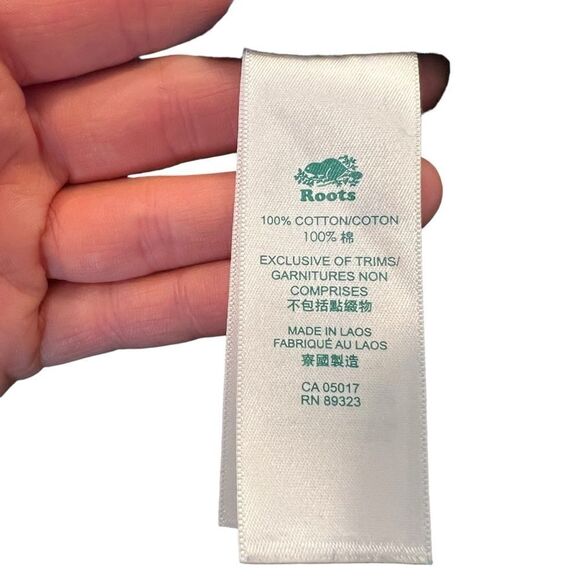 Roots
100% COTTON/COTON
100% 棉
EXCLUSIVE OF TRIMS/
GARNITURES NON
COMPRISES
不包括點綴物
MADE IN LAOS
FABRIQUÉ AU LAOS
寮國製造
CA 05017
RN 89323